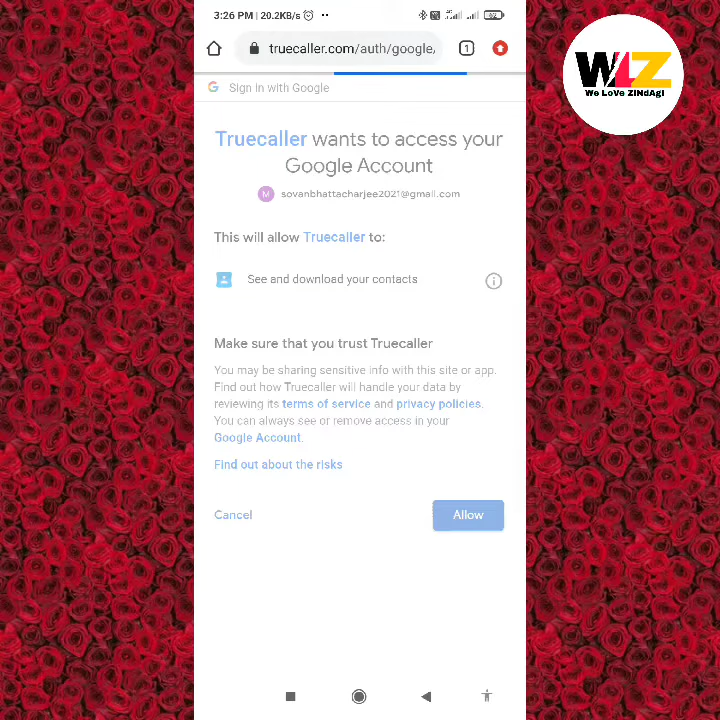 3:26 PM | 20.2KB/s
62
truecaller.com/auth/google/
1
WLZ
We LoVe ZINdAgI
Sign in with Google
Truecaller wants to access your
Google Account
M sovanbhattacharjee2021@gmail.com
This will allow Truecaller to:
See and download your contacts
Make sure that you trust Truecaller
You may be sharing sensitive info with this site or app.
Find out how Truecaller will handle your data by
reviewing its terms of service and privacy policies.
You can always see or remove access in your
Google Account.
Find out about the risks
Cancel
Allow